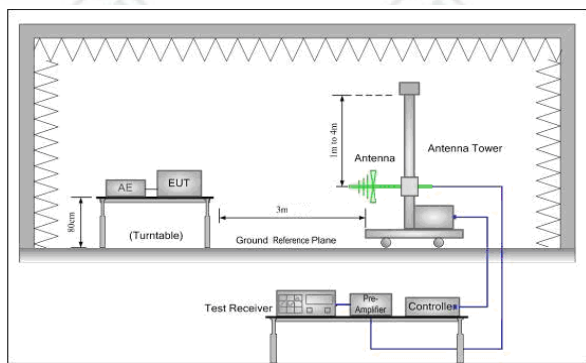 1m to 4m
Antenna
Antenna Tower
AE
EUT
80cm
(Turntable)
3m
Ground Reference Plane
Test Receiver
Pre-
Amplifier
Controller